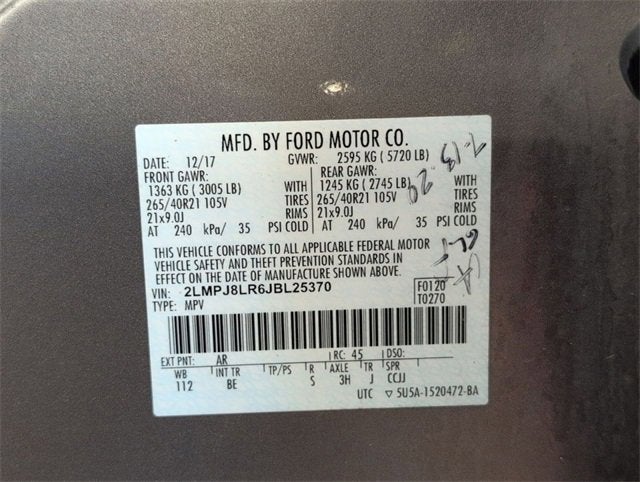 MFD. BY FORD MOTOR CO.
DATE: 12/17 GVWR: 2595 KG (5720 LB)
FRONT GAWR: REAR GAWR:
1363 KG (3005 LB) WITH 1245 KG (2745 LB) WITH
265/40R21 105V TIRES 265/40R21 105V TIRES
21x9.0J RIMS 21x9.0J RIMS
AT 240 kPa/ 35 PSI COLD AT 240 kPa/ 35 PSI COLD
THIS VEHICLE CONFORMS TO ALL APPLICABLE FEDERAL MOTOR
VEHICLE SAFETY AND THEFT PREVENTION STANDARDS IN
EFFECT ON THE DATE OF MANUFACTURE SHOWN ABOVE.
VIN: 2LMPJ8LR6JBL25370 F0120
TYPE: MPV T0270
EXT PNT: AR RC: 45 DSO:
WB INT TR TP/PS R AXLE TR SPR
112 BE S 3H J CCJJ
UTC ▽ 5U5A-1520472-BA